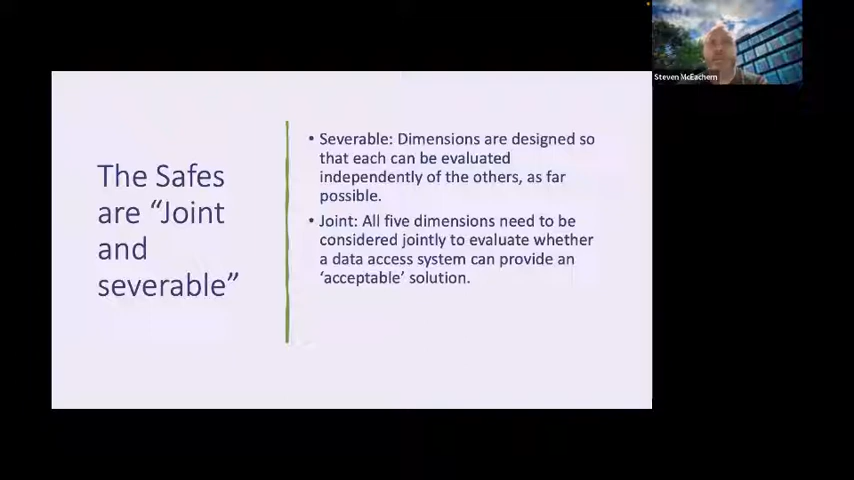 Steven McEachern
The Safes
are “Joint
and
severable”
• Severable: Dimensions are designed so
that each can be evaluated
independently of the others, as far
possible.
• Joint: All five dimensions need to be
considered jointly to evaluate whether
a data access system can provide an
‘acceptable’ solution.